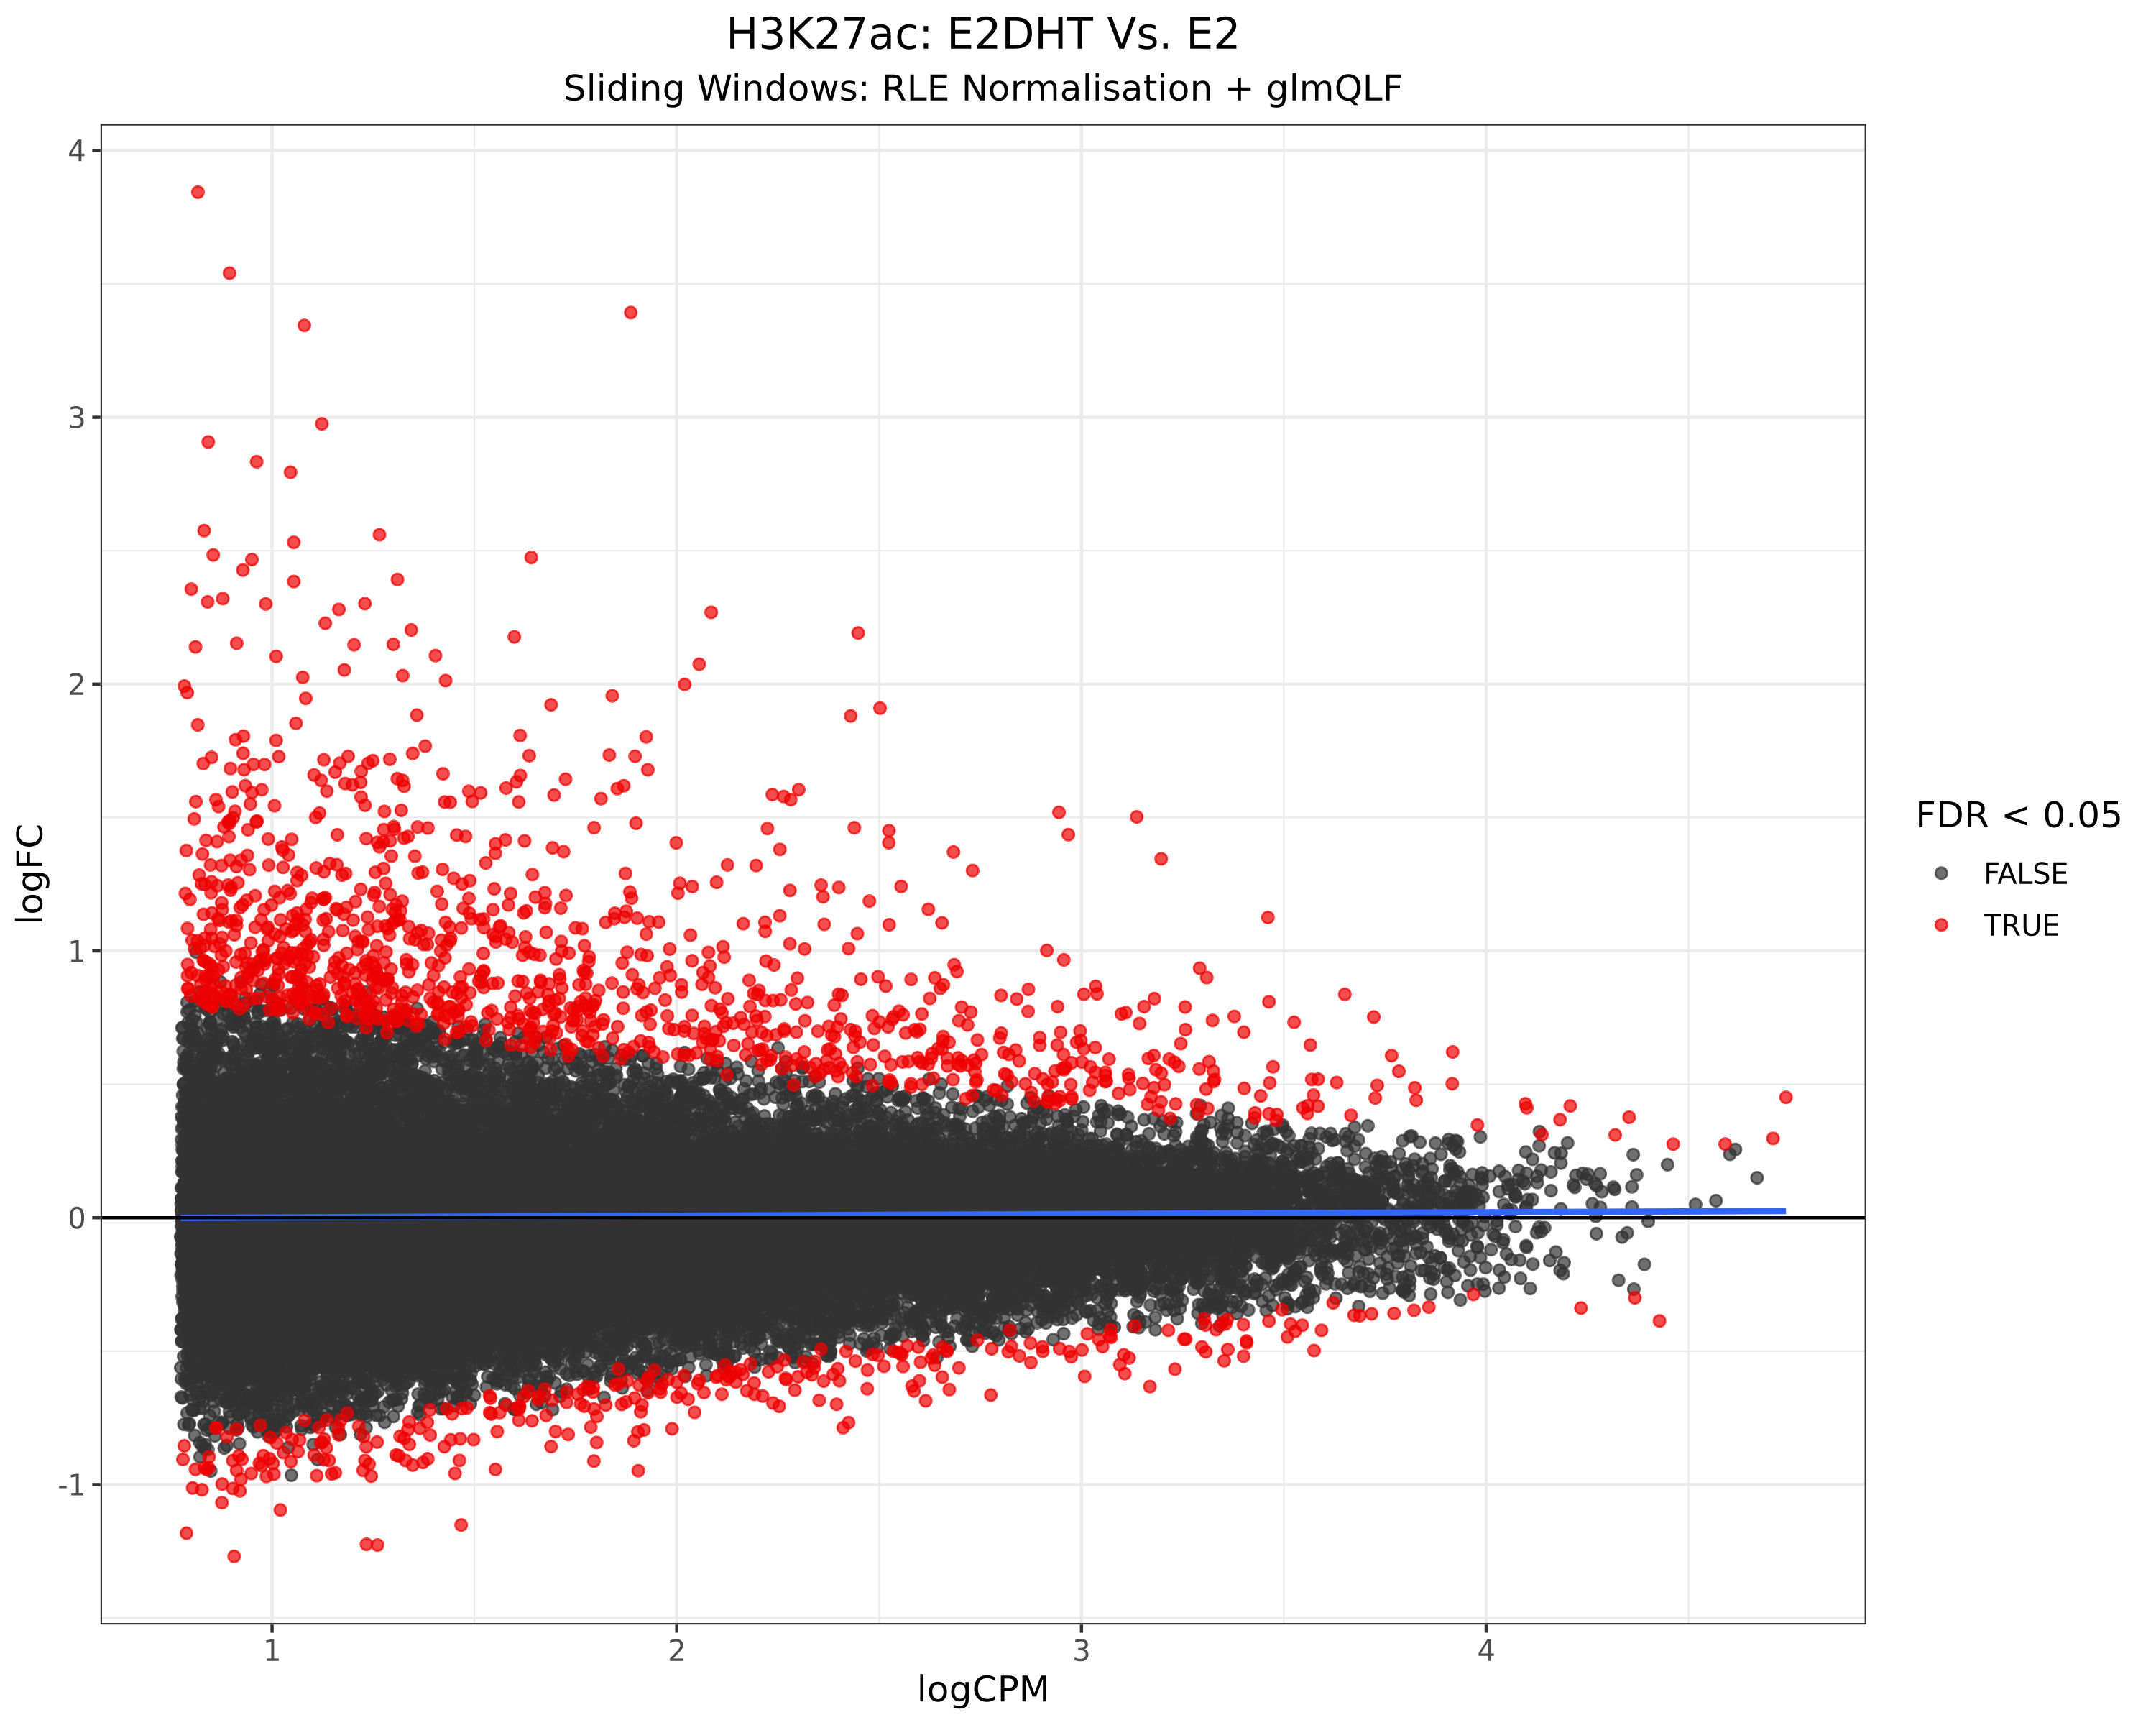 H3K27ac: E2DHT Vs. E2
Sliding Windows: RLE Normalisation + glmQLF
4
3
2
1
0
-1
logFC
1
2
3
4
logCPM
FDR < 0.05
FALSE
TRUE